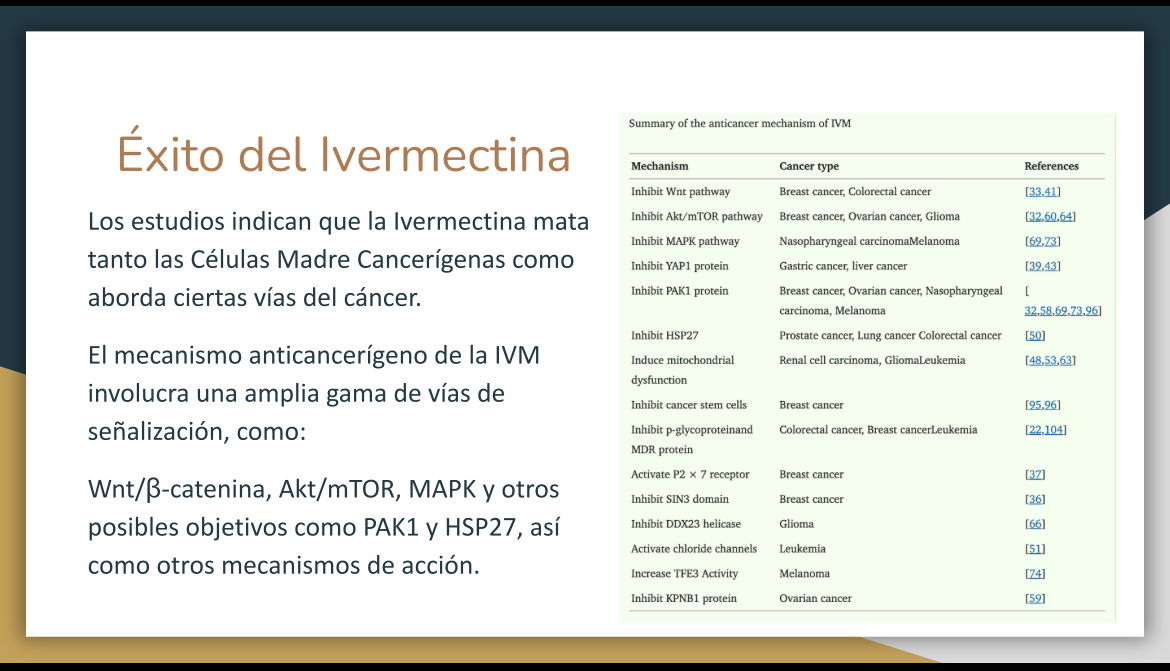 Éxito del Ivermectina
Los estudios indican que la Ivermectina mata
tanto las Células Madre Cancerígenas como
aborda ciertas vías del cáncer.
El mecanismo anticancerígeno de la IVM
involucra una amplia gama de vías de
señalización, como:
Wnt/β-catenina, Akt/mTOR, MAPK y otros
posibles objetivos como PAK1 y HSP27, así
como otros mecanismos de acción.
Summary of the anticancer mechanism of IVM
Mechanism Cancer type References
Inhibit Wnt pathway Breast cancer, Colorectal cancer [33,41]
Inhibit Akt/mTOR pathway Breast cancer, Ovarian cancer, Glioma [32,60,64]
Inhibit MAPK pathway Nasopharyngeal carcinomaMelanoma [69,73]
Inhibit YAP1 protein Gastric cancer, liver cancer [39,43]
Inhibit PAK1 protein Breast cancer, Ovarian cancer, Nasopharyngeal [
carcinoma, Melanoma 32,58,69,73,96]
Inhibit HSP27 Prostate cancer, Lung cancer Colorectal cancer [50]
Induce mitochondrial Renal cell carcinoma, GliomaLeukemia [48,53,63]
dysfunction
Inhibit cancer stem cells Breast cancer [95,96]
Inhibit p-glycoproteinand Colorectal cancer, Breast cancerLeukemia [22,104]
MDR protein
Activate P2 × 7 receptor Breast cancer [37]
Inhibit SIN3 domain Breast cancer [36]
Inhibit DDX23 helicase Glioma [66]
Activate chloride channels Leukemia [51]
Increase TFE3 Activity Melanoma [74]
Inhibit KPNB1 protein Ovarian cancer [59]